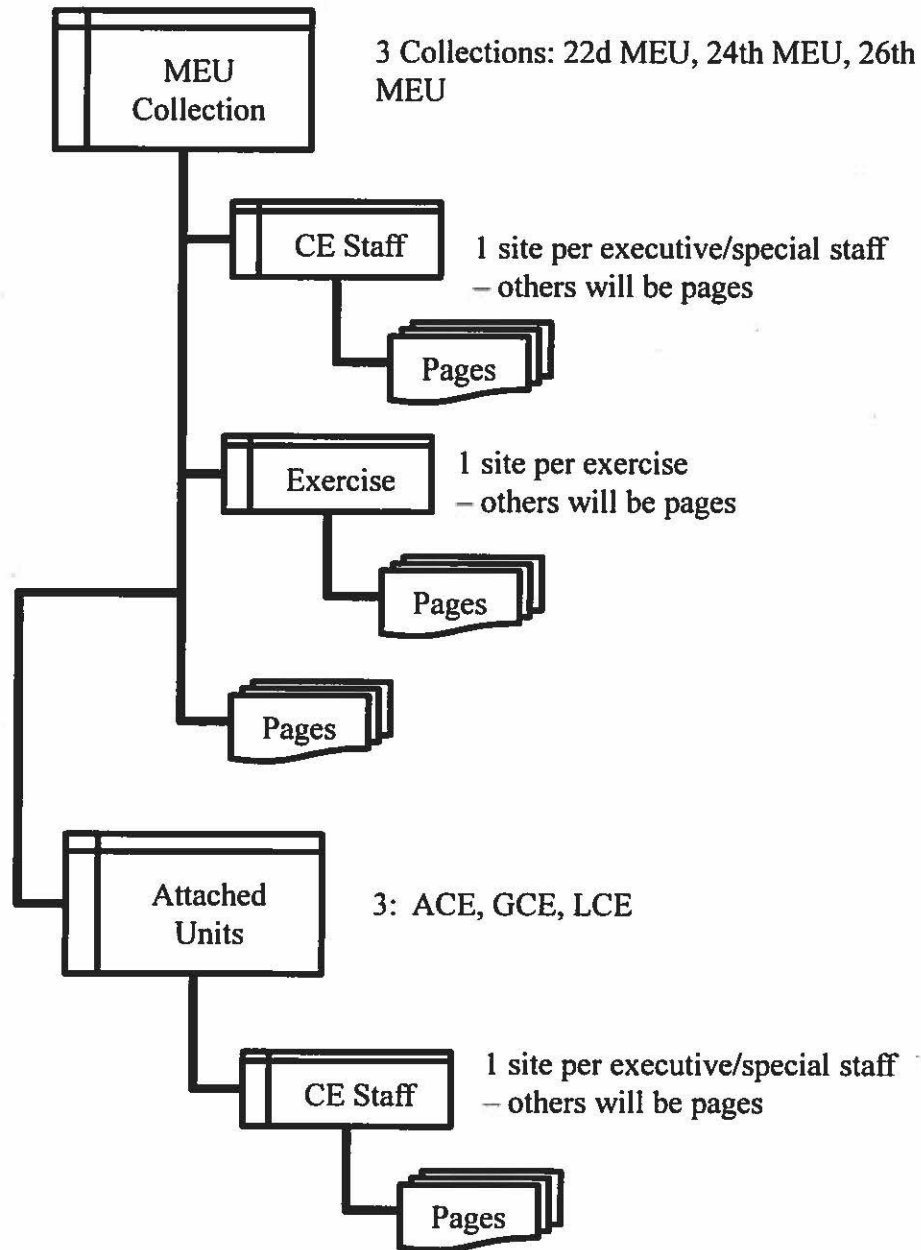 MEU
Collection
3 Collections: 22d MEU, 24th MEU, 26th
MEU
CE Staff
1 site per executive/special staff
– others will be pages
Pages
Exercise
1 site per exercise
– others will be pages
Pages
Pages
Attached
Units
3: ACE, GCE, LCE
CE Staff
1 site per executive/special staff
– others will be pages
Pages